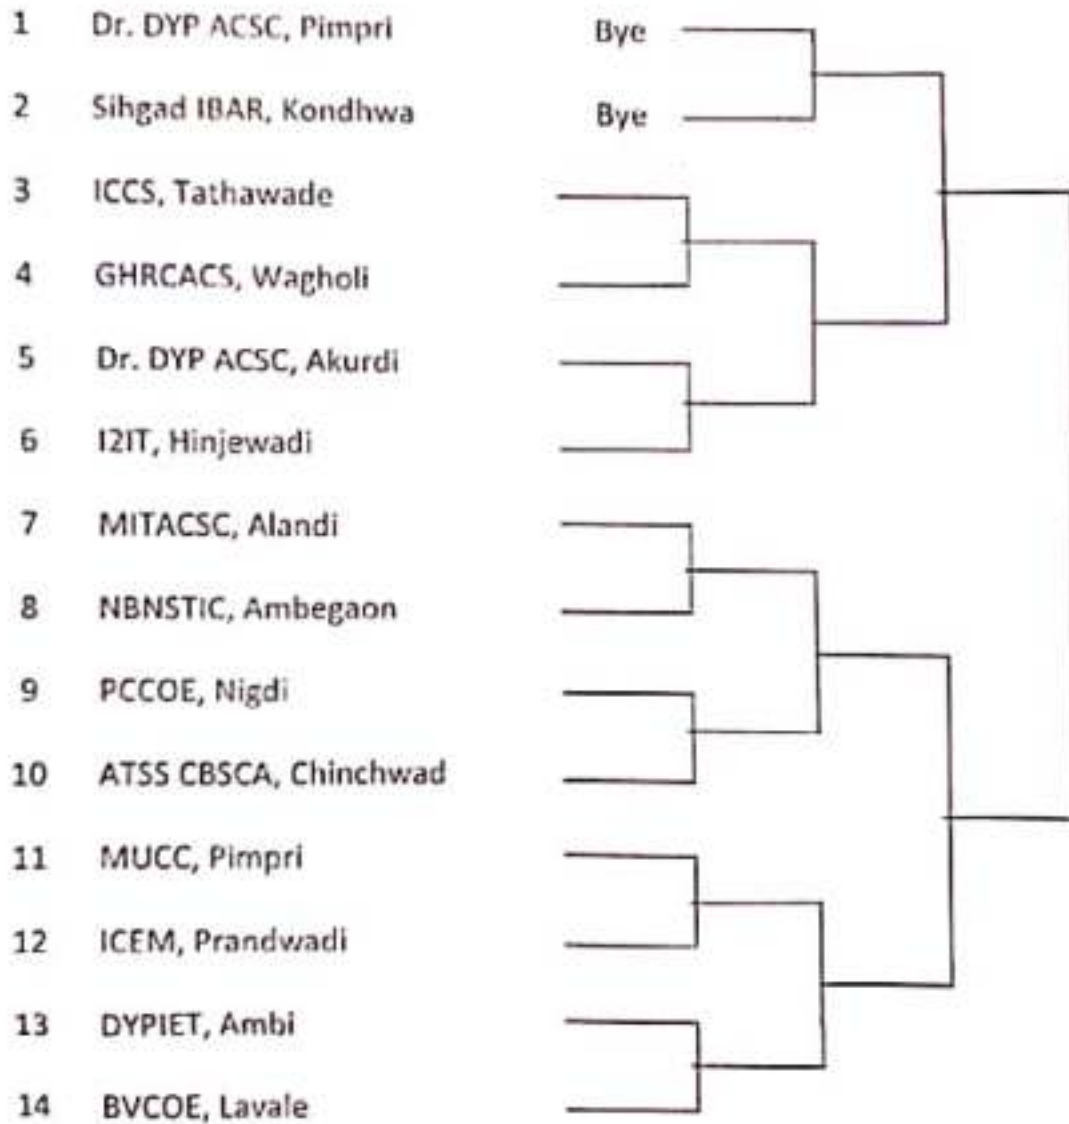 1 Dr. DYP ACSC, Pimpri Bye
2 Sihgad IBAR, Kondhwa Bye
3 ICCS, Tathawade
4 GHRCACS, Wagholi
5 Dr. DYP ACSC, Akurdi
6 I2IT, Hinjewadi
7 MITACSC, Alandi
8 NBNSTIC, Ambegaon
9 PCCOE, Nigdi
10 ATSS CBSCA, Chinchwad
11 MUCC, Pimpri
12 ICEM, Prandwadi
13 DYPIET, Ambi
14 BVCOE, Lavale